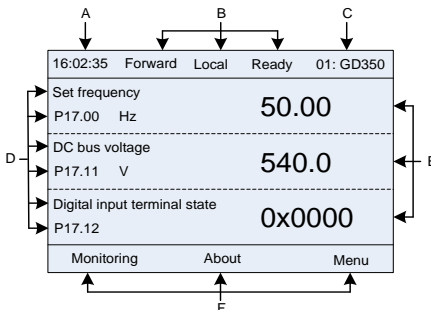 A B C
16:02:35 Forward Local Ready 01: GD350
Set frequency
P17.00 Hz 50.00
DC bus voltage
P17.11 V 540.0
Digital input terminal state
P17.12 0x0000
D
Monitoring About Menu